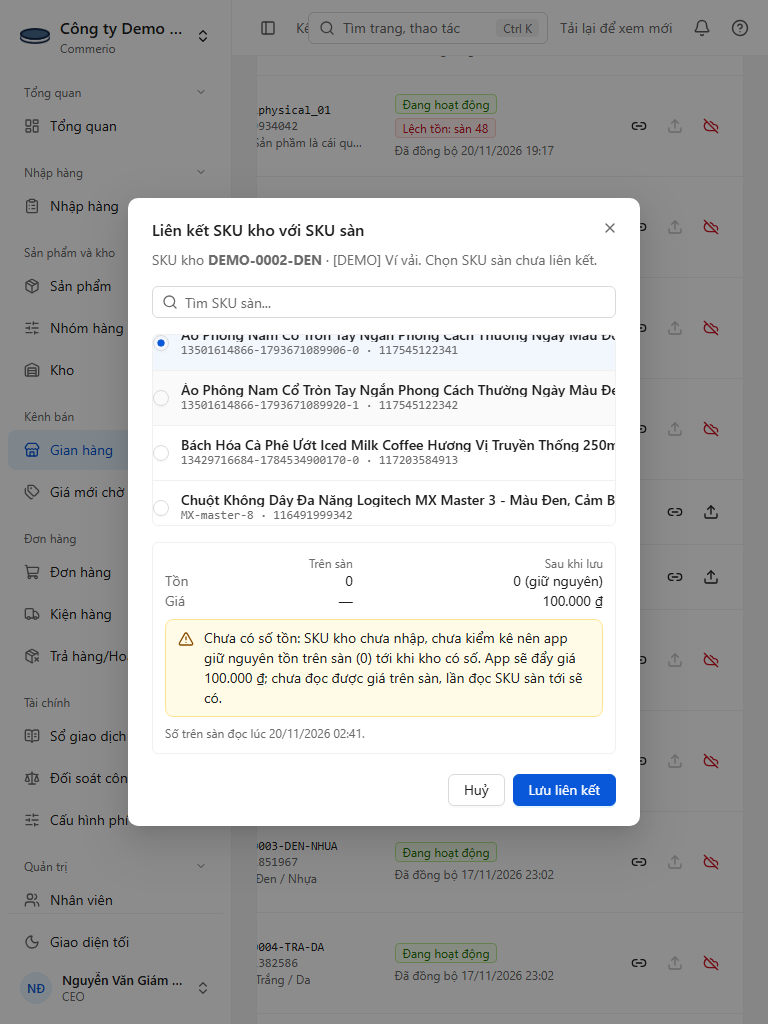 Công ty Demo ...
Commerio
Tìm trang, thao tác
Ctrl K
Tải lại để xem mới
Tổng quan
Tổng quan
Nhập hàng
Nhập hàng
Sản phẩm và kho
Sản phẩm
Nhóm hàng
Kho
Kênh bán
Gian hàng
Giá mới chờ
Đơn hàng
Đơn hàng
Kiện hàng
Trả hàng/Ho
Tài chính
Sổ giao dịch
Đối soát côn
Cấu hình phí
Quản trị
Nhân viên
Giao diện tối
NĐ
Nguyễn Văn Giám ...
CEO
physical_01
934042
Sản phẩm là cái qu...
Đang hoạt động
Lệch tồn: sàn 48
Đã đồng bộ 20/11/2026 19:17
Liên kết SKU kho với SKU sàn
SKU kho DEMO-0002-DEN · [DEMO] Ví vải. Chọn SKU sàn chưa liên kết.
Tìm SKU sàn...
Áo Phông Nam Cổ Tròn Tay Ngắn Phong Cách Thường Ngày Màu Đe
13501614866-1793671089906-0 · 117545122341
Áo Phông Nam Cổ Tròn Tay Ngắn Phong Cách Thường Ngày Màu Đe
13501614866-1793671089920-1 · 117545122342
Bách Hóa Cà Phê Ướt Iced Milk Coffee Hương Vị Truyền Thống 250m
13429716684-1784534900170-0 · 117203584913
Chuột Không Dây Đa Năng Logitech MX Master 3 - Màu Đen, Cảm B
MX-master-8 · 116491999342
Trên sàn
Sau khi lưu
Tồn
0
0 (giữ nguyên)
Giá
—
100.000 ₫
Chưa có số tồn: SKU kho chưa nhập, chưa kiểm kê nên app
giữ nguyên tồn trên sàn (0) tới khi kho có số. App sẽ đẩy giá
100.000 ₫; chưa đọc được giá trên sàn, lần đọc SKU sàn tới sẽ
có.
Số trên sàn đọc lúc 20/11/2026 02:41.
Huỷ
Lưu liên kết
0003-DEN-NHUA
851967
Đen / Nhựa
Đang hoạt động
Đã đồng bộ 17/11/2026 23:02
0004-TRA-DA
382586
Trắng / Da
Đang hoạt động
Đã đồng bộ 17/11/2026 23:02